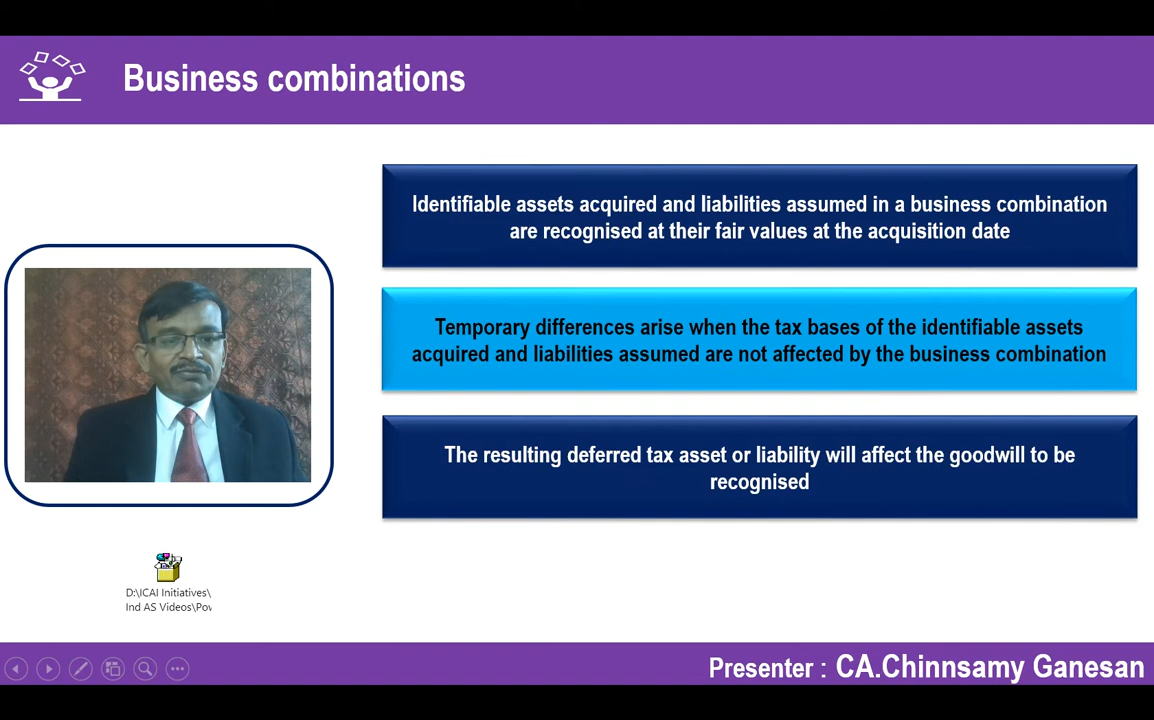 Business combinations
Identifiable assets acquired and liabilities assumed in a business combination
are recognised at their fair values at the acquisition date
Temporary differences arise when the tax bases of the identifiable assets
acquired and liabilities assumed are not affected by the business combination
The resulting deferred tax asset or liability will affect the goodwill to be
recognised
D:\ICAI Initiatives\
Ind AS Videos\Pov
Presenter : CA.Chinnsamy Ganesan